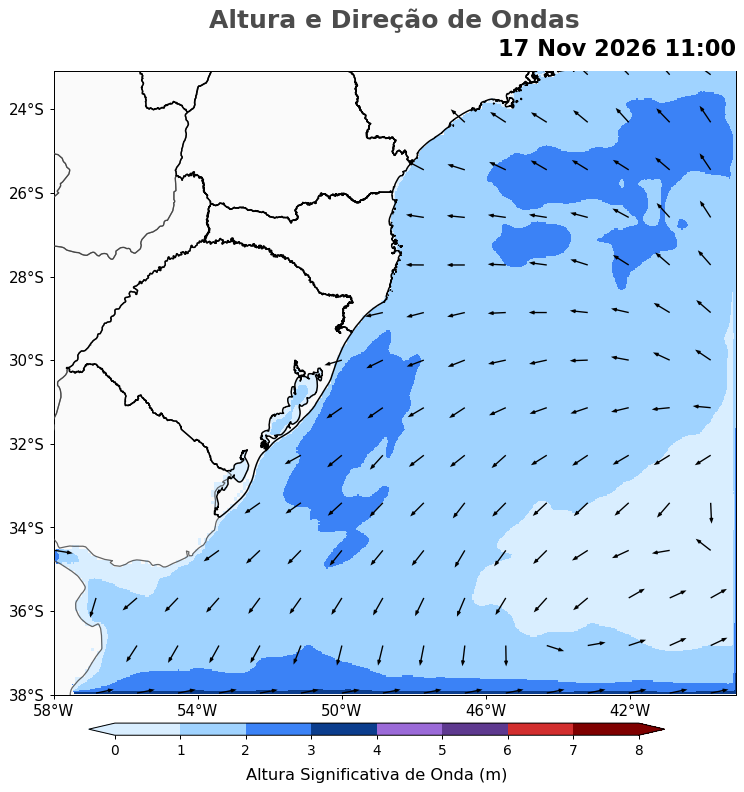 Altura e Direção de Ondas
17 Nov 2026 11:00
24°S
26°S
28°S
30°S
32°S
34°S
36°S
38°S
58°W 54°W 50°W 46°W 42°W
0 1 2 3 4 5 6 7 8
Altura Significativa de Onda (m)